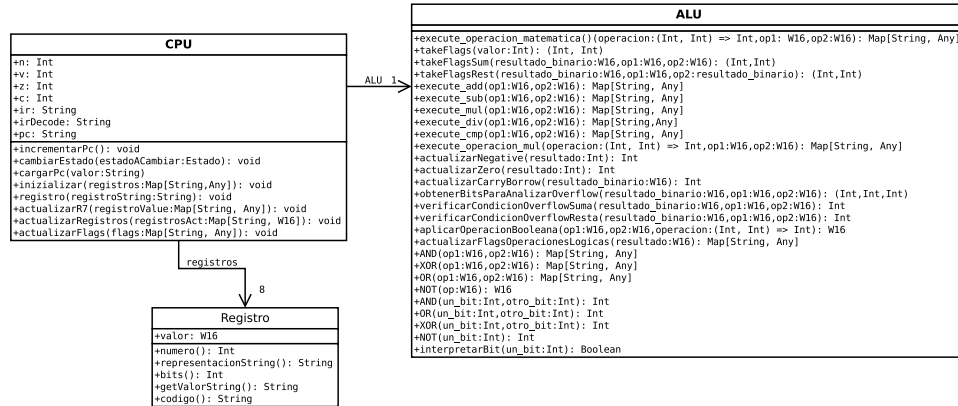 CPU
+n: Int
+v: Int
+z: Int
+c: Int
+ir: String
+irDecode: String
+pc: String
+incrementarPc(): void
+cambiarEstado(estadoACambiar:Estado): void
+cargarPc(valor:String)
+inizializar(registros:Map[String,Any]): void
+registro(registroString:String): void
+actualizarR7(registroValue:Map[String, Any]): void
+actualizarRegistros(registrosAct:Map[String, W16]): void
+actualizarFlags(flags:Map[String, Any]): void
ALU 1
ALU
+execute_operacion_matematica()(operacion:(Int, Int) => Int,op1: W16,op2:W16): Map[String, Any]
+takeFlags(valor:Int): (Int, Int)
+takeFlagsSum(resultado_binario:W16,op1:W16,op2:W16): (Int,Int)
+takeFlagsRest(resultado_binario:W16,op1:W16,op2:resultado_binario): (Int,Int)
+execute_add(op1:W16,op2:W16): Map[String, Any]
+execute_sub(op1:W16,op2:W16): Map[String, Any]
+execute_mul(op1:W16,op2:W16): Map[String, Any]
+execute_div(op1:W16,op2:W16): Map[String,Any]
+execute_cmp(op1:W16,op2:W16): Map[String, Any]
+execute_operacion_mul(operacion:(Int, Int) => Int,op1:W16,op2:W16): Map[String, Any]
+actualizarNegative(resultado:Int): Int
+actualizarZero(resultado:Int): Int
+actualizarCarryBorrow(resultado_binario:W16): Int
+obtenerBitsParaAnalizarOverflow(resultado_binario:W16,op1:W16,op2:W16): (Int,Int,Int)
+verificarCondicionOverflowSuma(resultado_binario:W16,op1:W16,op2:W16): Int
+verificarCondicionOverflowResta(resultado_binario:W16,op1:W16,op2:W16): Int
+aplicarOperacionBooleana(op1:W16,op2:W16,operacion:(Int, Int) => Int): W16
+actualizarFlagsOperacionesLogicas(resultado:W16): Map[String, Any]
+AND(op1:W16,op2:W16): Map[String, Any]
+XOR(op1:W16,op2:W16): Map[String, Any]
+OR(op1:W16,op2:W16): Map[String, Any]
+NOT(op:W16): W16
+AND(un_bit:Int,otro_bit:Int): Int
+OR(un_bit:Int,otro_bit:Int): Int
+XOR(un_bit:Int,otro_bit:Int): Int
+NOT(un_bit:Int): Int
+interpretarBit(un_bit:Int): Boolean
registros
8
Registro
+valor: W16
+numero(): Int
+representacionString(): String
+bits(): Int
+getValorString(): String
+codigo(): String